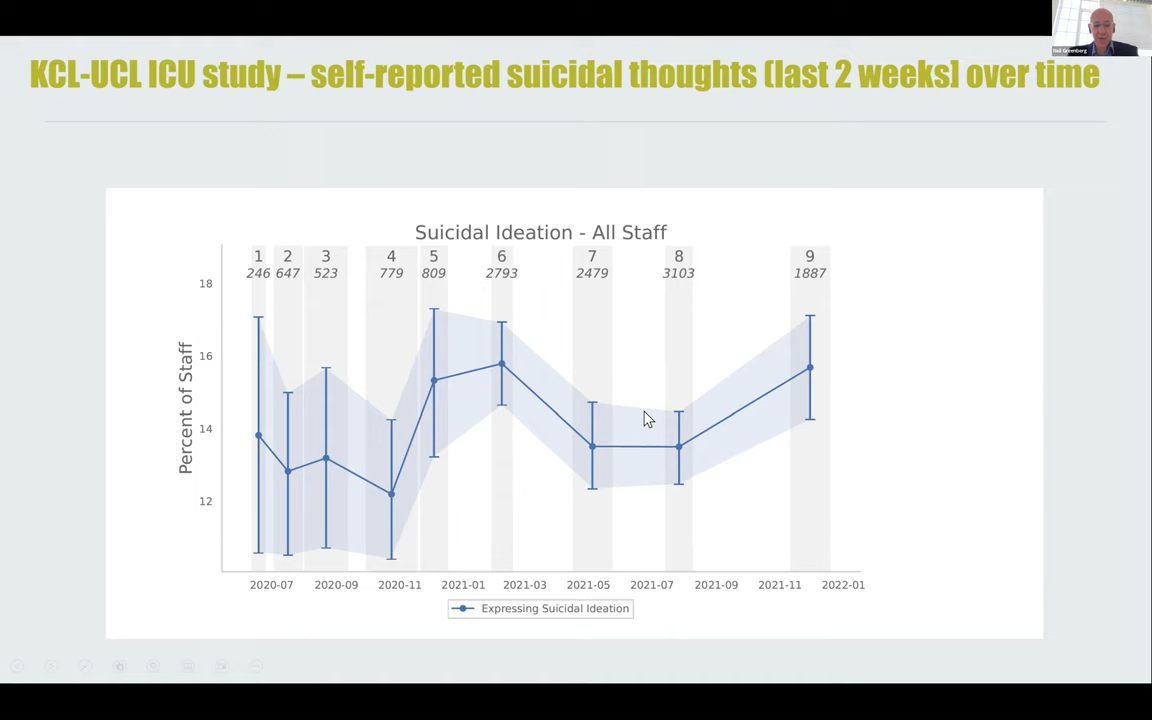 Neil Greenberg
KCL-UCL ICU study – self-reported suicidal thoughts (last 2 weeks) over time
Suicidal Ideation - All Staff
1 2 3 4 5 6 7 8 9
246 647 523 779 809 2793 2479 3103 1887
18
16
14
12
Percent of Staff
2020-07 2020-09 2020-11 2021-01 2021-03 2021-05 2021-07 2021-09 2021-11 2022-01
Expressing Suicidal Ideation